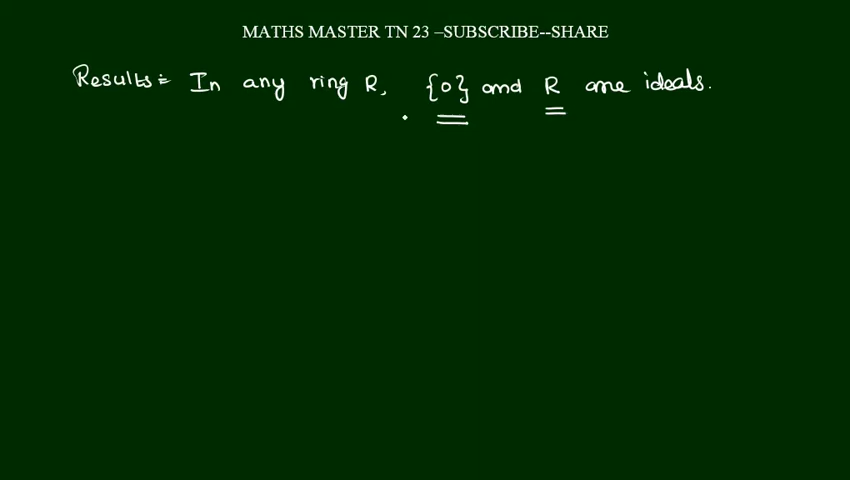 MATHS MASTER TN 23 –SUBSCRIBE--SHARE
Results:= In any ring R, {0} and R are ideals.